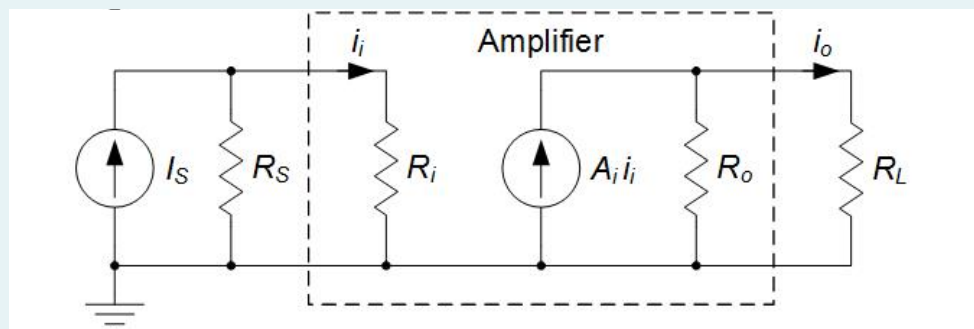 Amplifier
i_i
i_o
I_S
R_S
R_i
A_i i_i
R_o
R_L